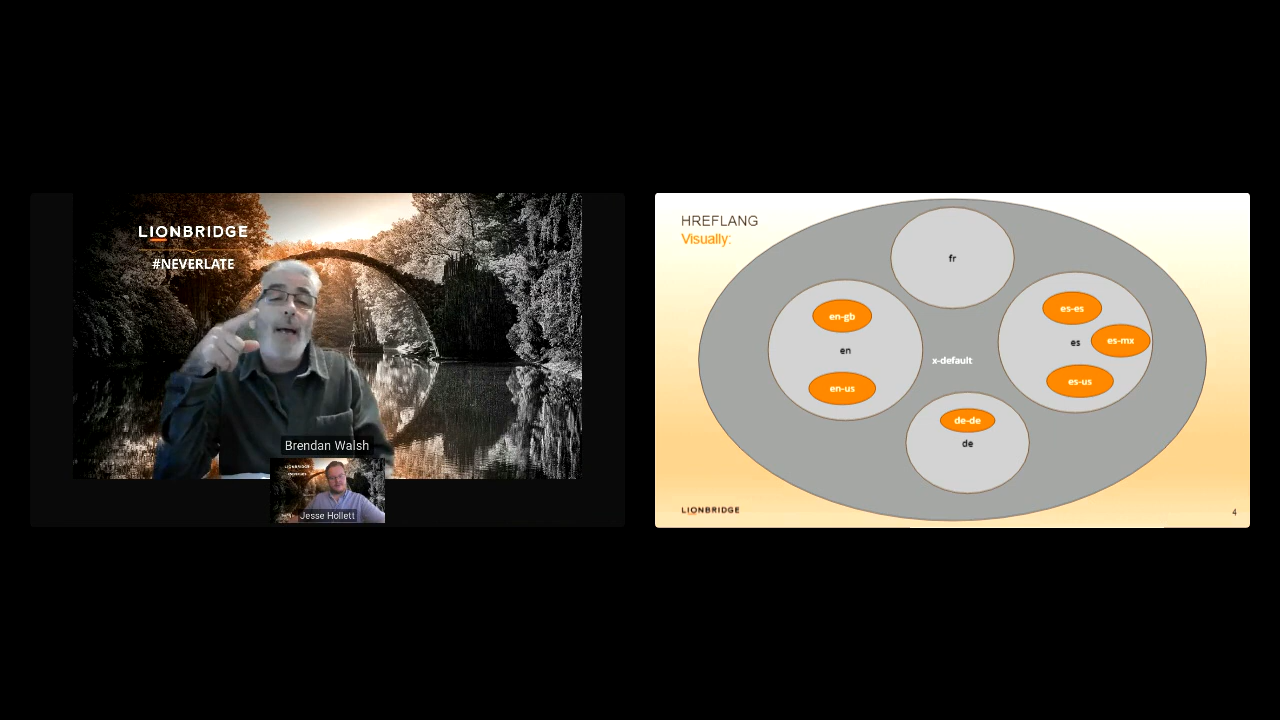 LIONBRIDGE
#NEVERLATE
Brendan Walsh
LIONBRIDGE
Jesse Hollett
HREFLANG
Visually:
fr
en-gb
en
en-us
es-es
es
es-mx
es-us
x-default
de-de
de
LIONBRIDGE
4